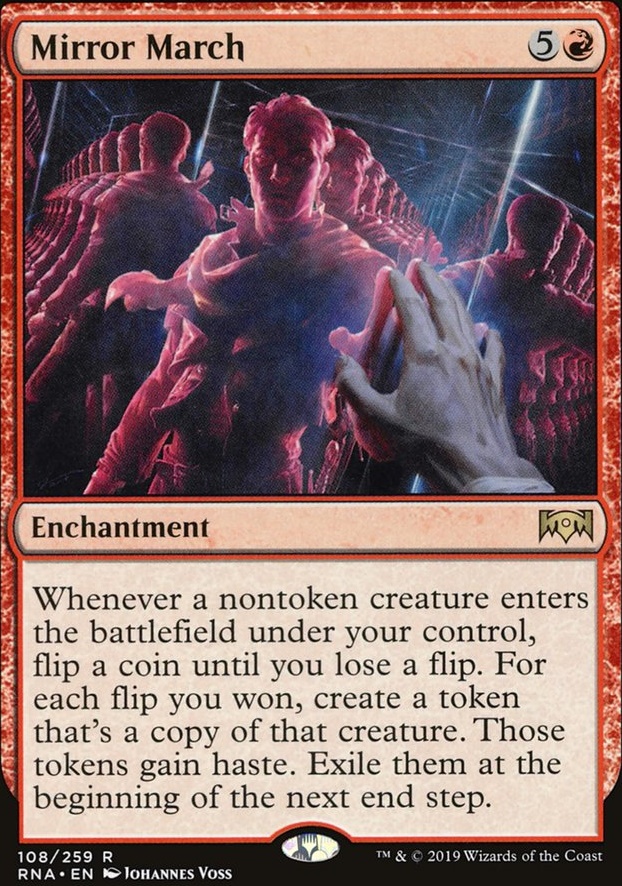 Mirror March 5
Enchantment
Whenever a nontoken creature enters
the battlefield under your control,
flip a coin until you lose a flip. For
each flip you won, create a token
that's a copy of that creature. Those
tokens gain haste. Exile them at the
beginning of the next end step.
108/259 R ™ & © 2019 Wizards of the Coast
RNA • EN Johannes Voss